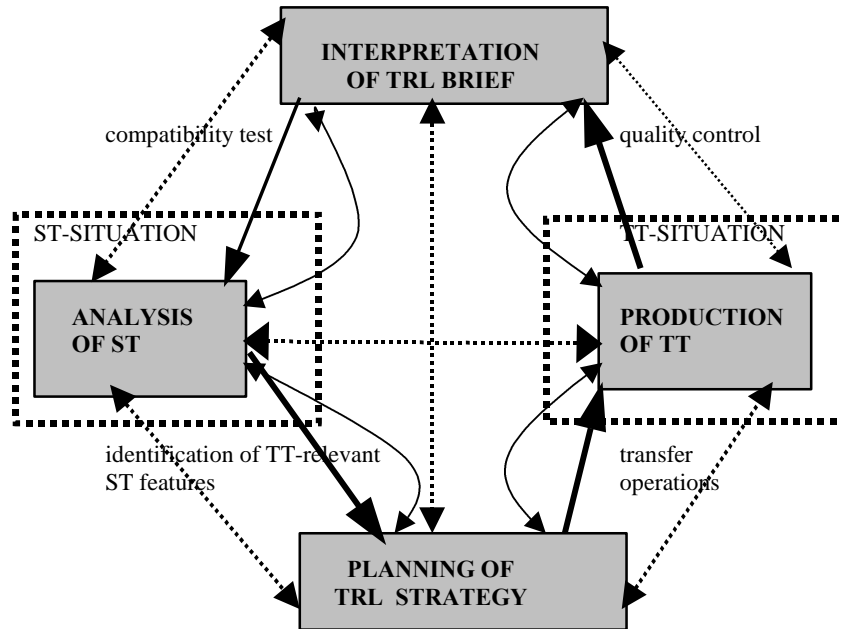 INTERPRETATION
OF TRL BRIEF
compatibility test
quality control
ST-SITUATION
TT-SITUATION
ANALYSIS
OF ST
PRODUCTION
OF TT
identification of TT-relevant
ST features
transfer
operations
PLANNING OF
TRL STRATEGY